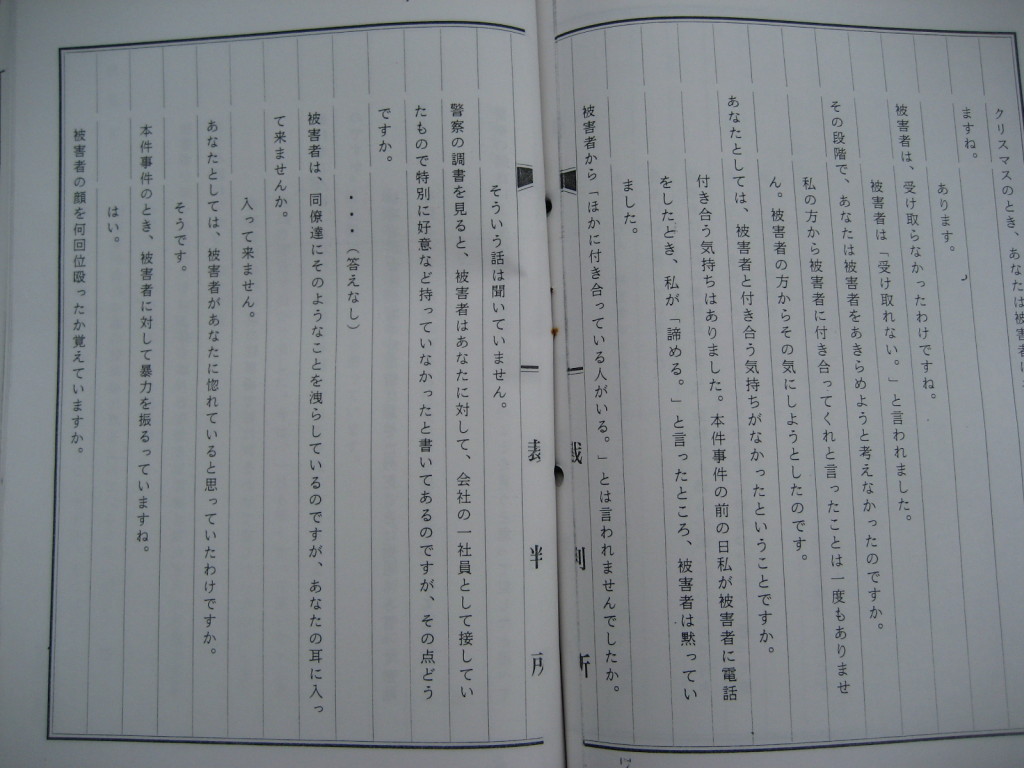 クリスマスのとき、あなたは被害者に
ますね。
あります。
被害者は、受け取らなかったわけですね。
被害者は「受け取れない。」と言われました。
その段階で、あなたは被害者をあきらめようと考えなかったのですか。
私の方から被害者に付き合ってくれと言ったことは一度もありませ
ん。被害者の方からその気にしようとしたのです。
あなたとしては、被害者と付き合う気持ちがなかったということですか。
付き合う気持ちはありました。本件事件の前の日私が被害者に電話
をしたとき、私が「諦める。」と言ったところ、被害者は黙ってい
ました。
被害者から「ほかに付き合っている人がいる。」とは言われませんでしたか。
裁判所
そういう話は聞いていません。
警察の調書を見ると、被害者はあなたに対して、会社の一社員として接してい
たもので特別に好意など持っていなかったと書いてあるのですが、その点どう
ですか。
・・・(答えなし)
被害者は、同僚達にそのようなことを洩らしているのですが、あなたの耳に入っ
て来ませんか。
入って来ません。
あなたとしては、被害者があなたに惚れていると思っていたわけですか。
そうです。
本件事件のとき、被害者に対して暴力を振るっていますね。
はい。
被害者の顔を何回位殴ったか覚えていますか。